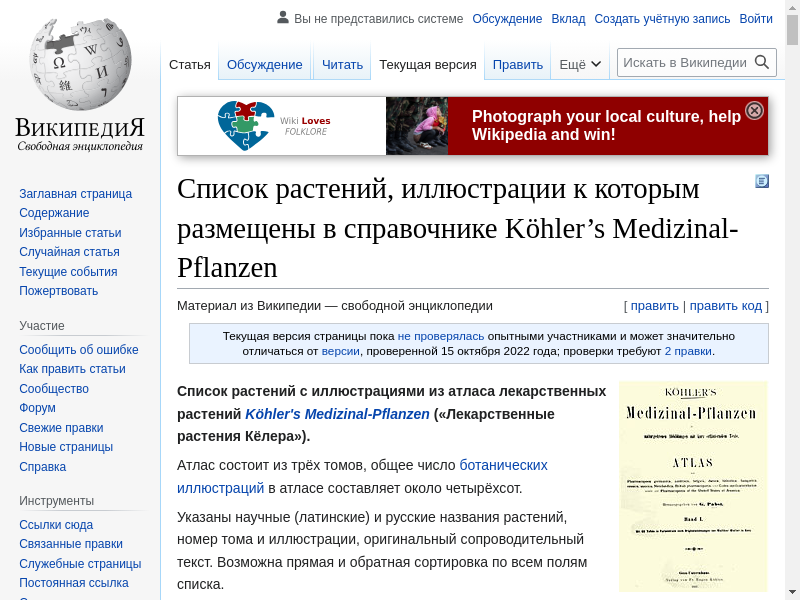 Вы не представились системе Обсуждение Вклад Создать учётную запись Войти
Статья Обсуждение Читать Текущая версия Править Ещё Искать в Википедии
ВикипедиЯ
Свободная энциклопедия
Wiki Loves
FOLKLORE
Photograph your local culture, help
Wikipedia and win!
Заглавная страница
Содержание
Избранные статьи
Случайная статья
Текущие события
Пожертвовать
Участие
Сообщить об ошибке
Как править статьи
Сообщество
Форум
Свежие правки
Новые страницы
Справка
Инструменты
Ссылки сюда
Связанные правки
Служебные страницы
Постоянная ссылка
Список растений, иллюстрации к которым
размещены в справочнике Köhler’s Medizinal-
Pflanzen
Материал из Википедии — свободной энциклопедии [ править | править код ]
Текущая версия страницы пока не проверялась опытными участниками и может значительно
отличаться от версии, проверенной 15 октября 2022 года; проверки требуют 2 правки.
Список растений с иллюстрациями из атласа лекарственных
растений Köhler's Medizinal-Pflanzen («Лекарственные
растения Кёлера»).
Атлас состоит из трёх томов, общее число ботанических
иллюстраций в атласе составляет около четырёхсот.
Указаны научные (латинские) и русские названия растений,
номер тома и иллюстрации, оригинальный сопроводительный
текст. Возможна прямая и обратная сортировка по всем полям
списка.
KÖHLER'S
Medizinal-Pflanzen
ATLAS
Band I.